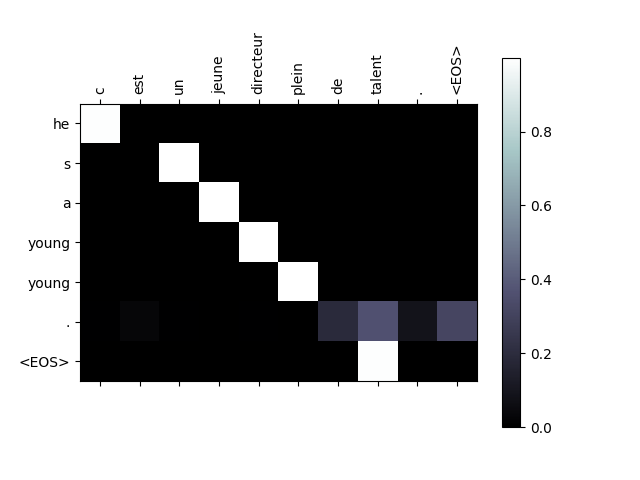 c est un jeune directeur plein de talent . <EOS>
he
s
a
young
young
.
<EOS>
0.8
0.6
0.4
0.2
0.0